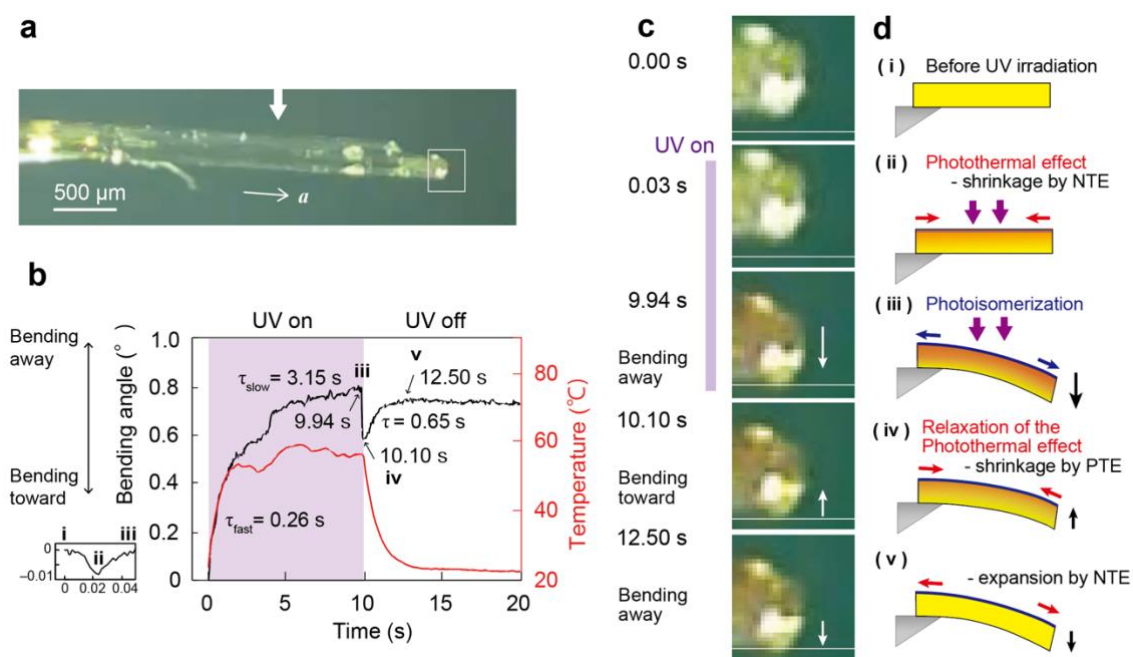 a
500 µm
a
b
Bending away
Bending toward
Bending angle (°)
1.0
0.8
0.6
0.4
0.2
0
UV on
UV off
τslow = 3.15 s
iii
9.94 s
v
12.50 s
τ = 0.65 s
10.10 s
iv
τfast = 0.26 s
80
60
40
20
Temperature (℃)
0
5
10
15
20
Time (s)
i
ii
iii
0
−0.01
0
0.02
0.04
c
0.00 s
UV on
0.03 s
9.94 s
Bending away
10.10 s
Bending toward
12.50 s
Bending away
d
( i ) Before UV irradiation
( ii ) Photothermal effect
- shrinkage by NTE
( iii ) Photoisomerization
( iv ) Relaxation of the
Photothermal effect
- shrinkage by PTE
( v ) - expansion by NTE